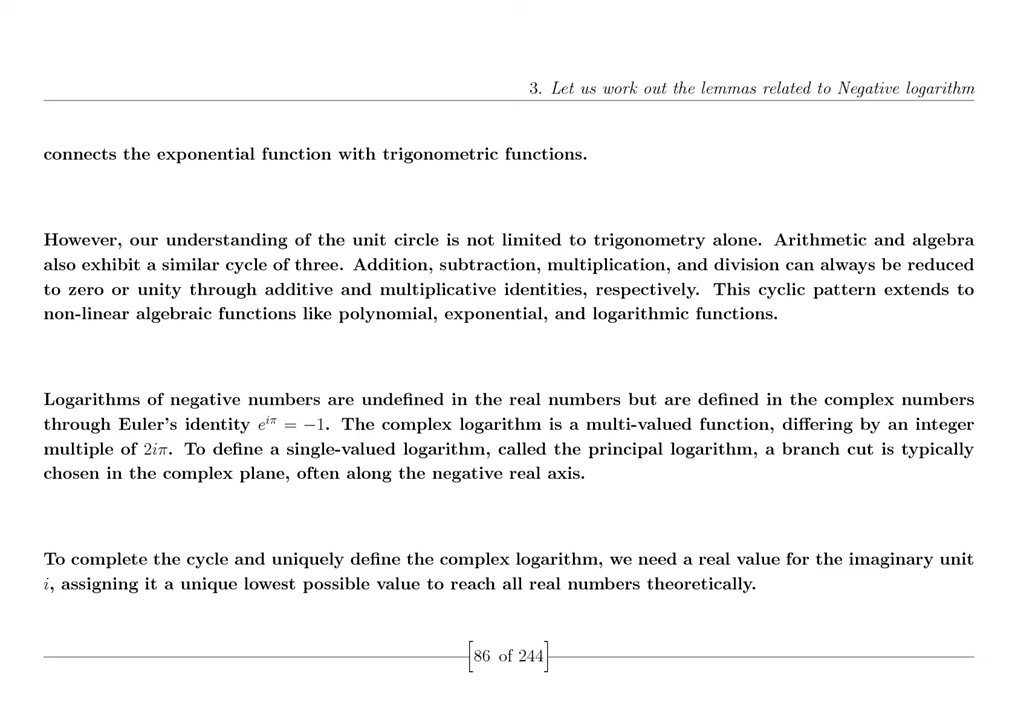 3. Let us work out the lemmas related to Negative logarithm
connects the exponential function with trigonometric functions.
However, our understanding of the unit circle is not limited to trigonometry alone. Arithmetic and algebra
also exhibit a similar cycle of three. Addition, subtraction, multiplication, and division can always be reduced
to zero or unity through additive and multiplicative identities, respectively. This cyclic pattern extends to
non-linear algebraic functions like polynomial, exponential, and logarithmic functions.
Logarithms of negative numbers are undefined in the real numbers but are defined in the complex numbers
through Euler's identity $e^{i\pi} = -1$. The complex logarithm is a multi-valued function, differing by an integer
multiple of $2i\pi$. To define a single-valued logarithm, called the principal logarithm, a branch cut is typically
chosen in the complex plane, often along the negative real axis.
To complete the cycle and uniquely define the complex logarithm, we need a real value for the imaginary unit
$i$, assigning it a unique lowest possible value to reach all real numbers theoretically.
[86 of 244]